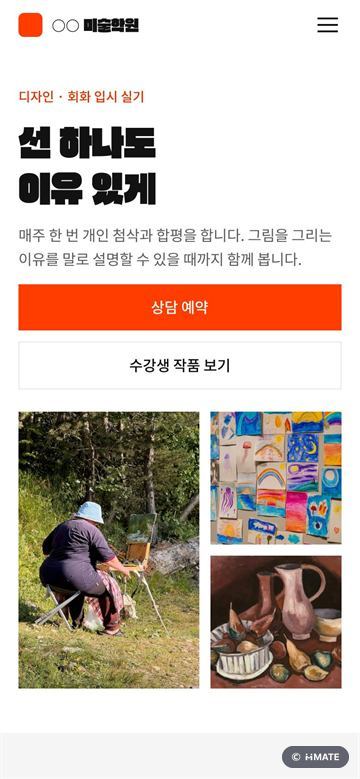 ○○ 미술학원
디자인 · 회화 입시 실기
선 하나도
이유 있게
매주 한 번 개인 첨삭과 합평을 합니다. 그림을 그리는
이유를 말로 설명할 수 있을 때까지 함께 봅니다.
상담 예약
수강생 작품 보기
© HMATE